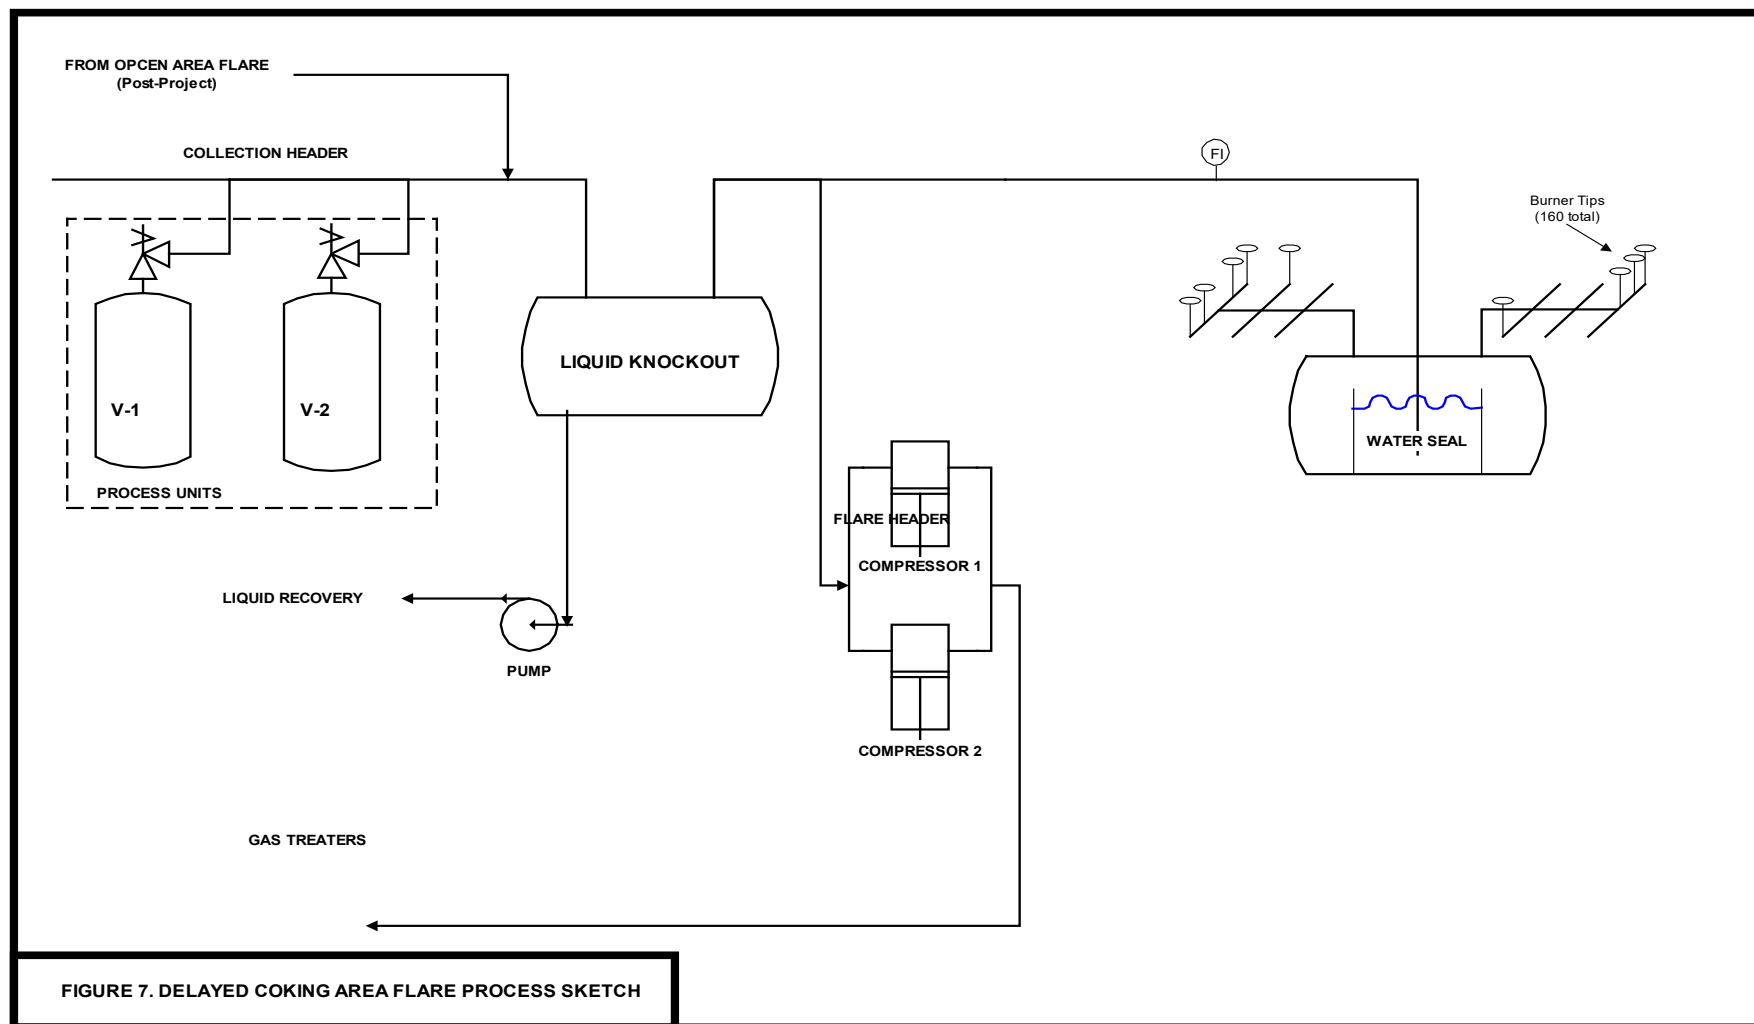 FROM OPCEN AREA FLARE
(Post-Project)
COLLECTION HEADER
FI
Burner Tips
(160 total)
LIQUID KNOCKOUT
V-1
V-2
WATER SEAL
PROCESS UNITS
FLARE HEADER
COMPRESSOR 1
LIQUID RECOVERY
PUMP
COMPRESSOR 2
GAS TREATERS
FIGURE 7. DELAYED COKING AREA FLARE PROCESS SKETCH